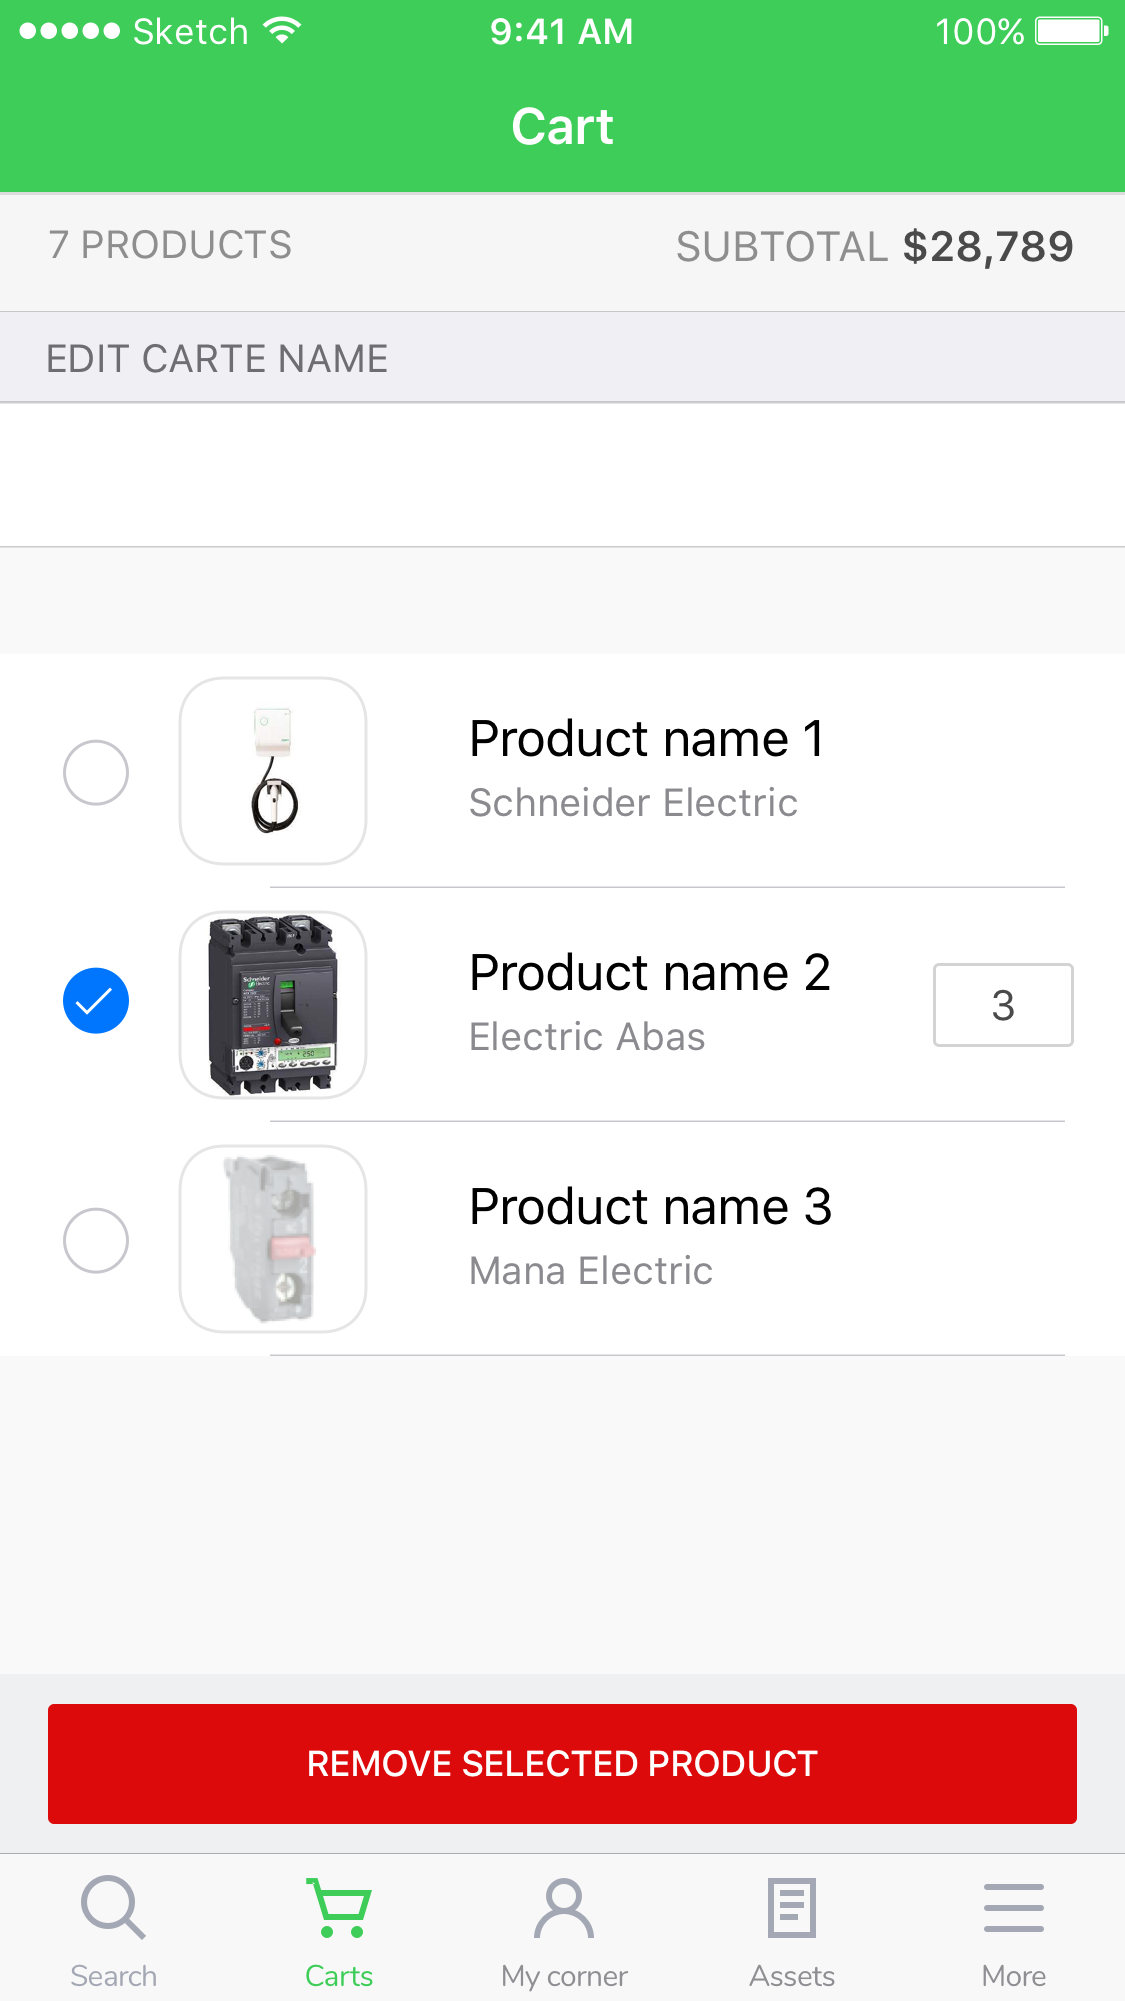 Sketch 9:41 AM 100%
Cart
7 PRODUCTS SUBTOTAL $28,789
EDIT CARTE NAME
Product name 1
Schneider Electric
Schneider
Electric
Product name 2
Electric Abas
3
Product name 3
Mana Electric
REMOVE SELECTED PRODUCT
Search Carts My corner Assets More